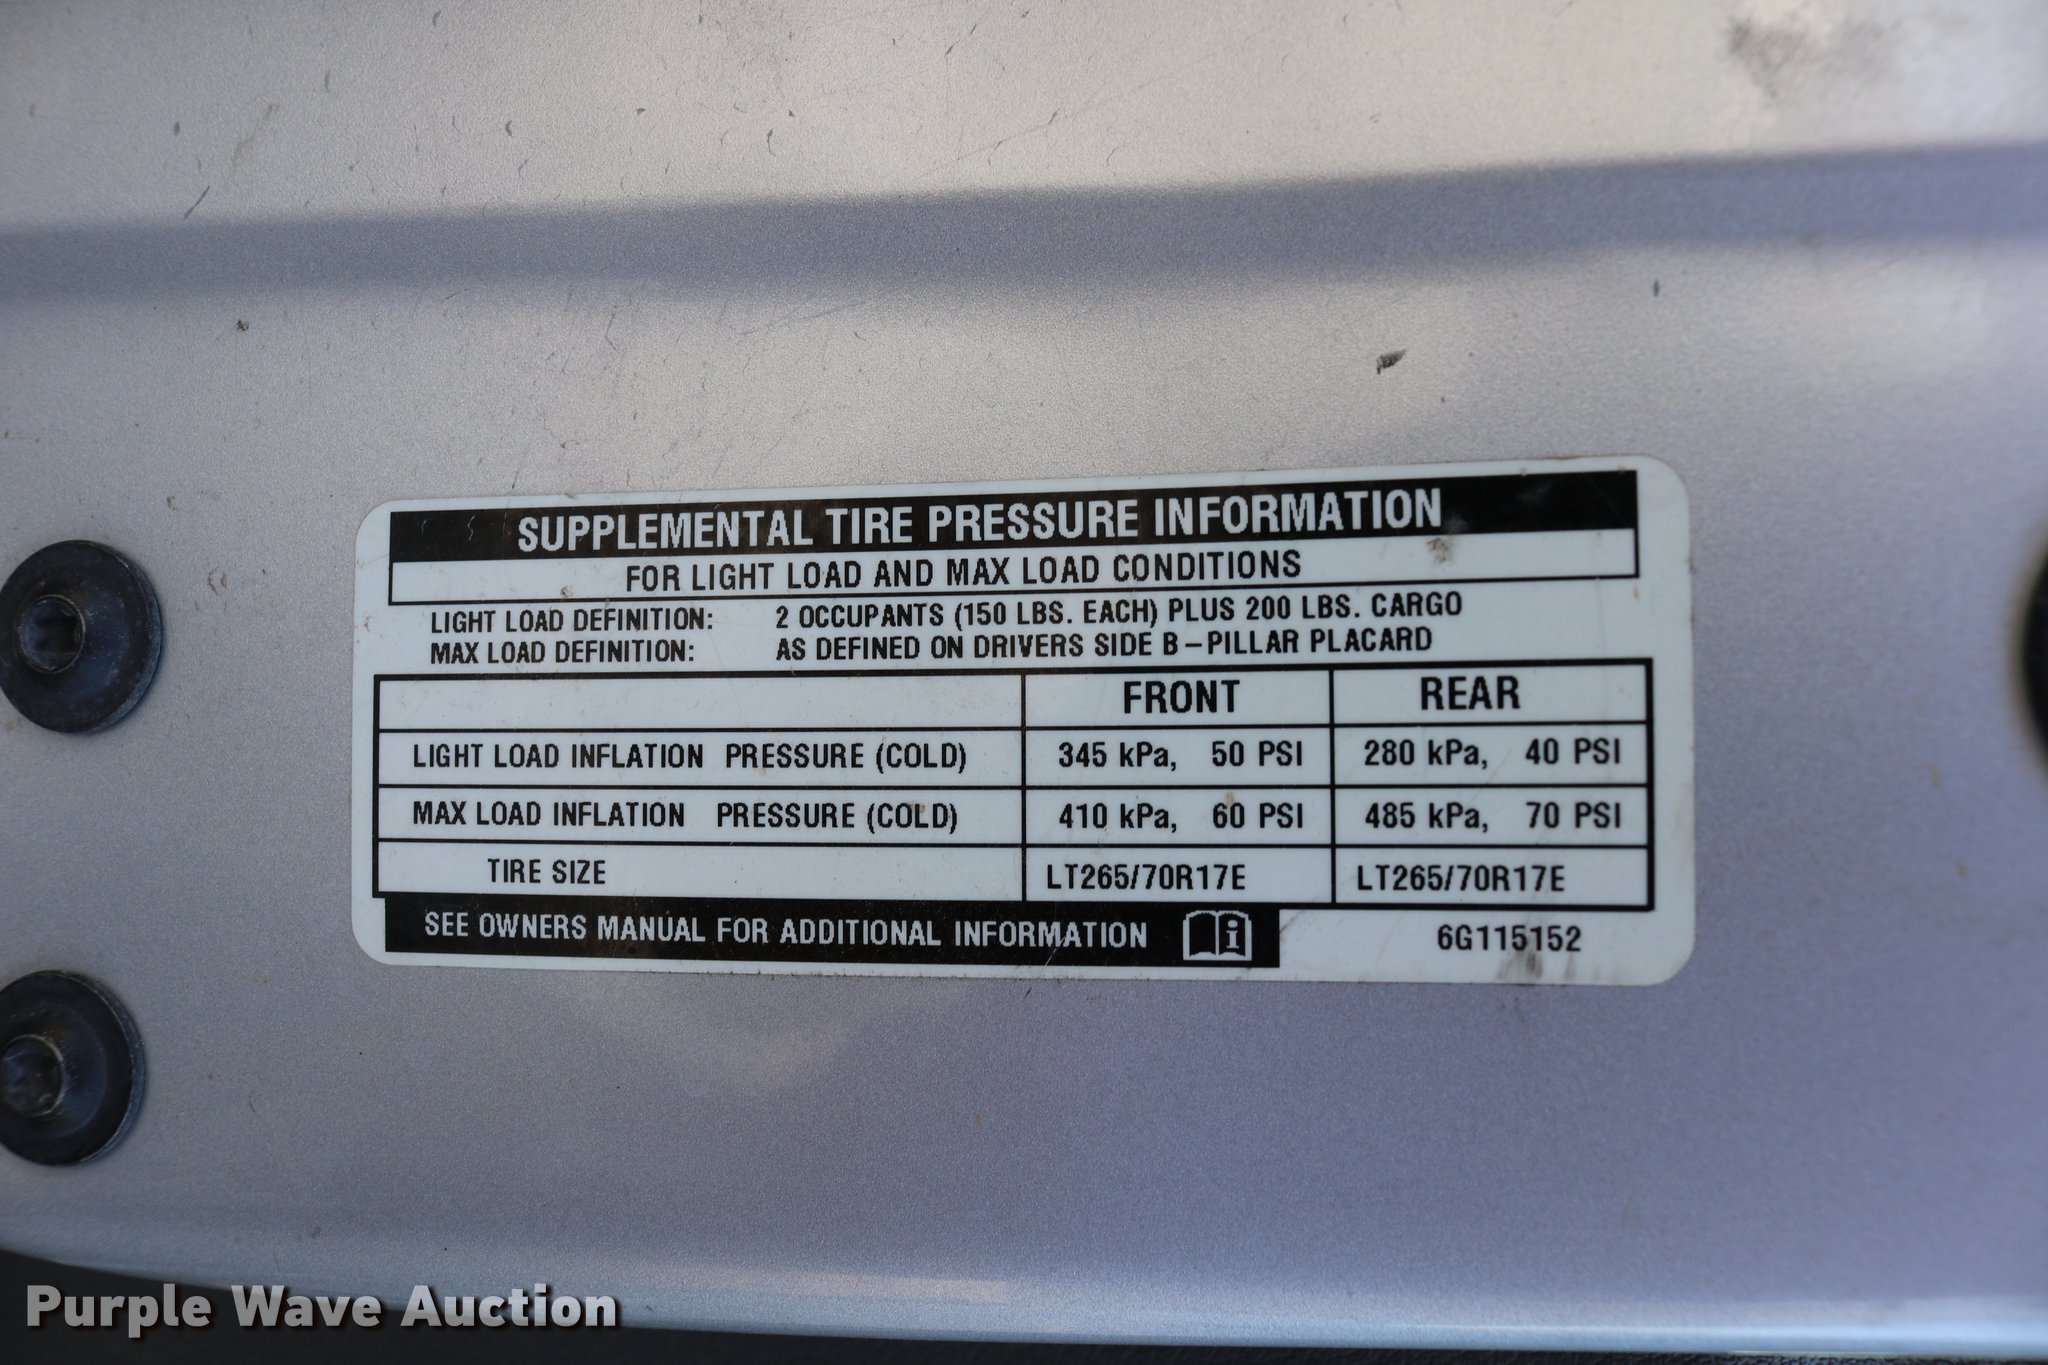 SUPPLEMENTAL TIRE PRESSURE INFORMATION
FOR LIGHT LOAD AND MAX LOAD CONDITIONS
LIGHT LOAD DEFINITION: 2 OCCUPANTS (150 LBS. EACH) PLUS 200 LBS. CARGO
MAX LOAD DEFINITION: AS DEFINED ON DRIVERS SIDE B-PILLAR PLACARD
FRONT REAR
LIGHT LOAD INFLATION PRESSURE (COLD) 345 kPa, 50 PSI 280 kPa, 40 PSI
MAX LOAD INFLATION PRESSURE (COLD) 410 kPa, 60 PSI 485 kPa, 70 PSI
TIRE SIZE LT265/70R17E LT265/70R17E
SEE OWNERS MANUAL FOR ADDITIONAL INFORMATION i 6G115152
Purple Wave Auction